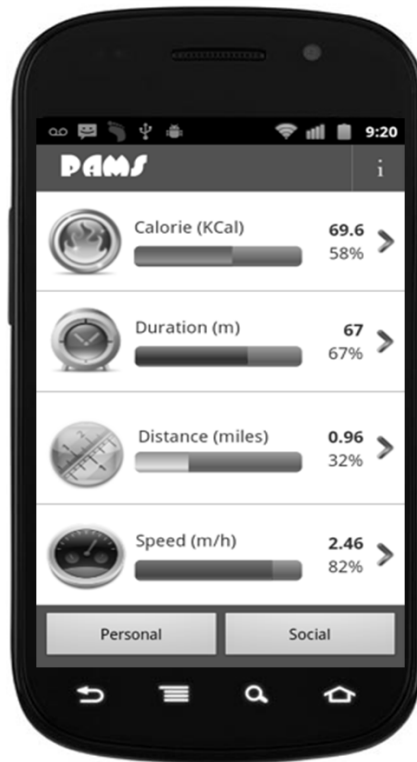 9:20
PAMS
i
Calorie (KCal)
69.6
58%
Duration (m)
67
67%
Distance (miles)
0.96
32%
Speed (m/h)
2.46
82%
Personal
Social